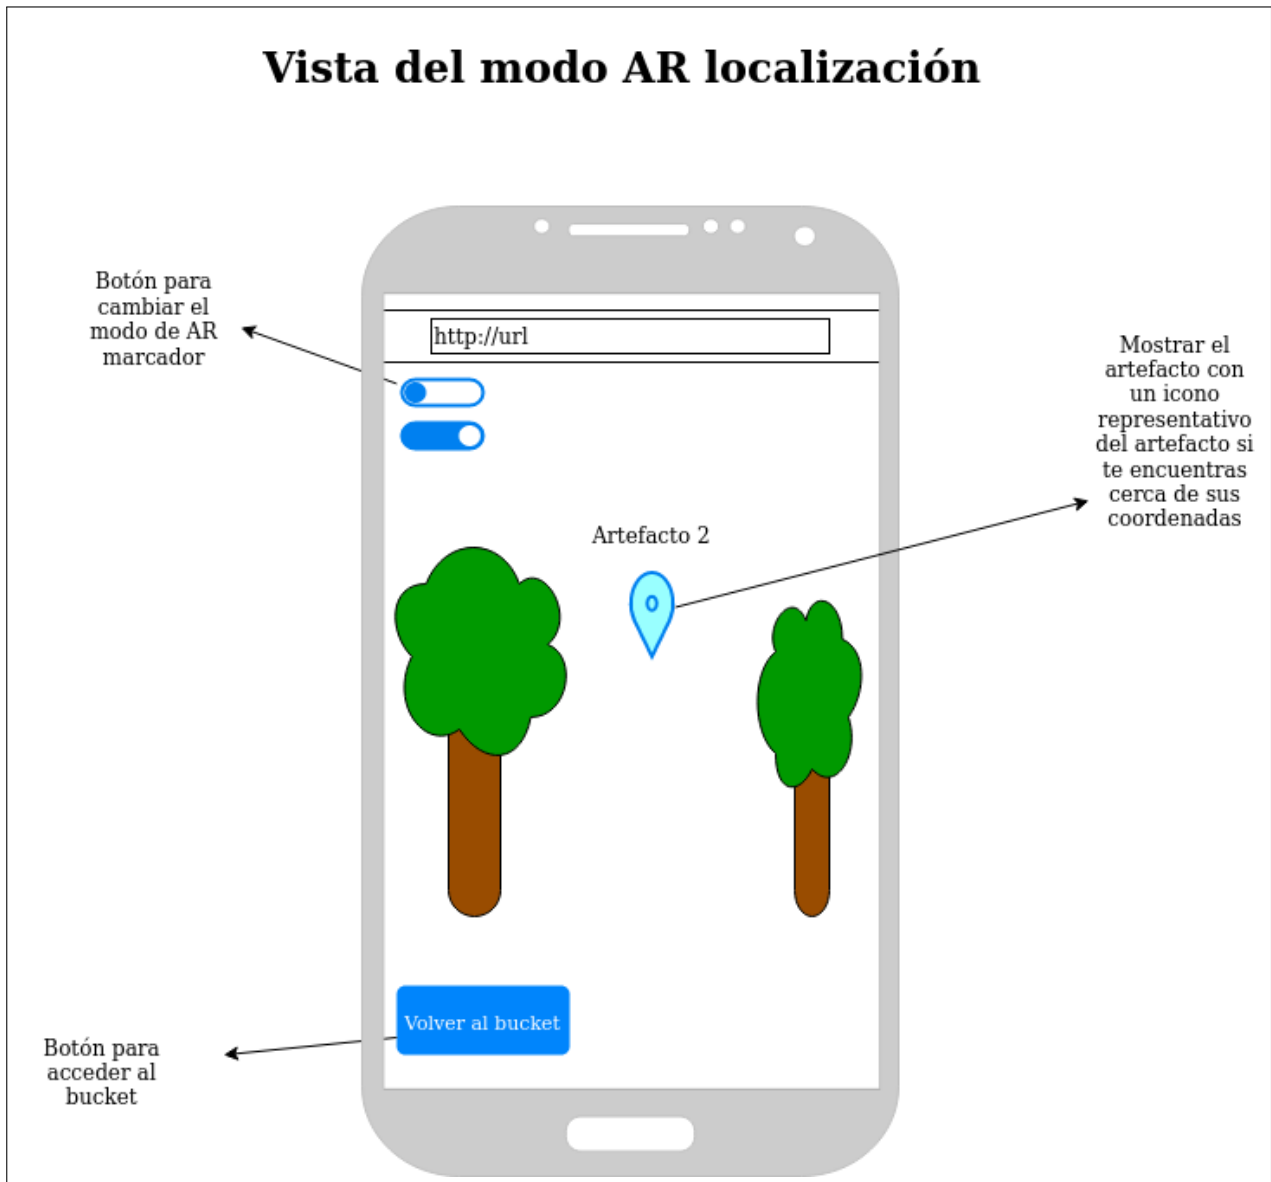 Vista del modo AR localización
Botón para
cambiar el
modo de AR
marcador
http://url
Mostrar el
artefacto con
un icono
representativo
del artefacto si
te encuentras
cerca de sus
coordenadas
Artefacto 2
Volver al bucket
Botón para
acceder al
bucket